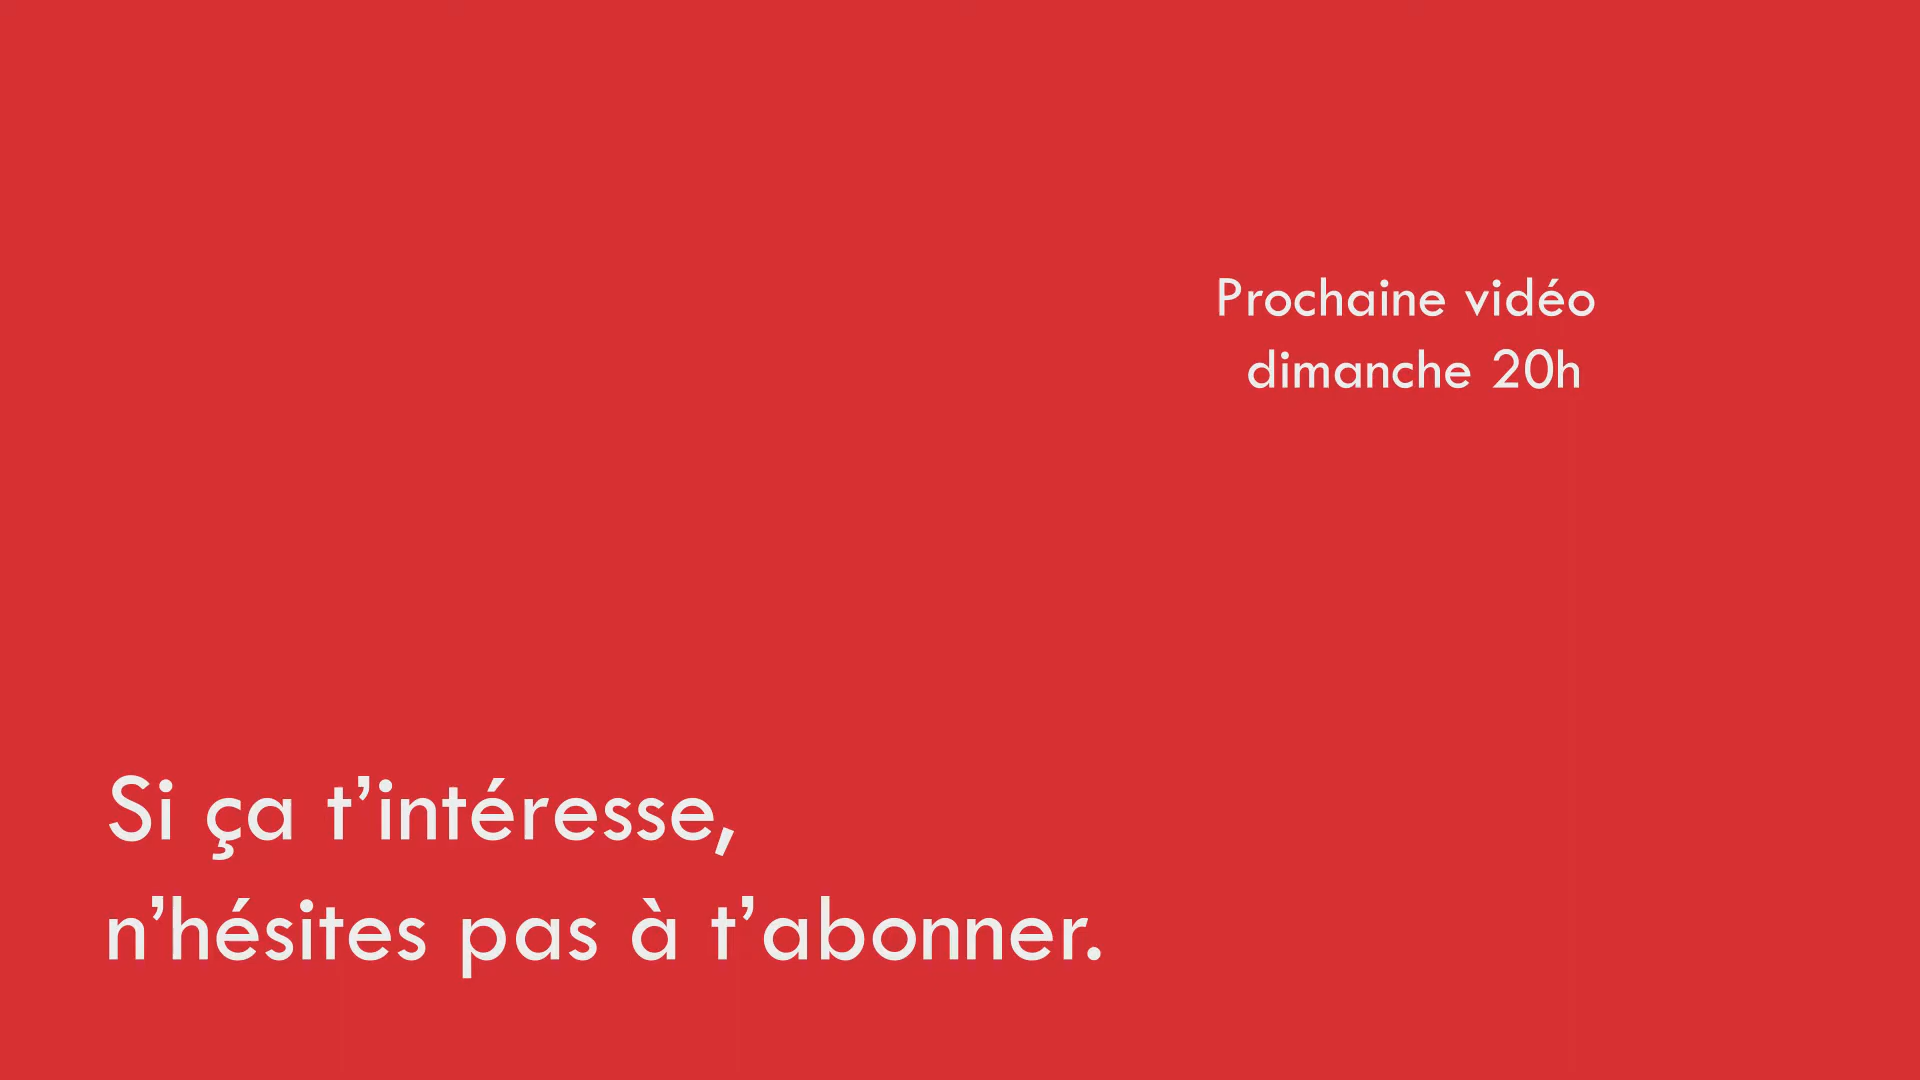 Prochaine vidéo
dimanche 20h
Si ça t’intéresse,
n’hésites pas à t’abonner.